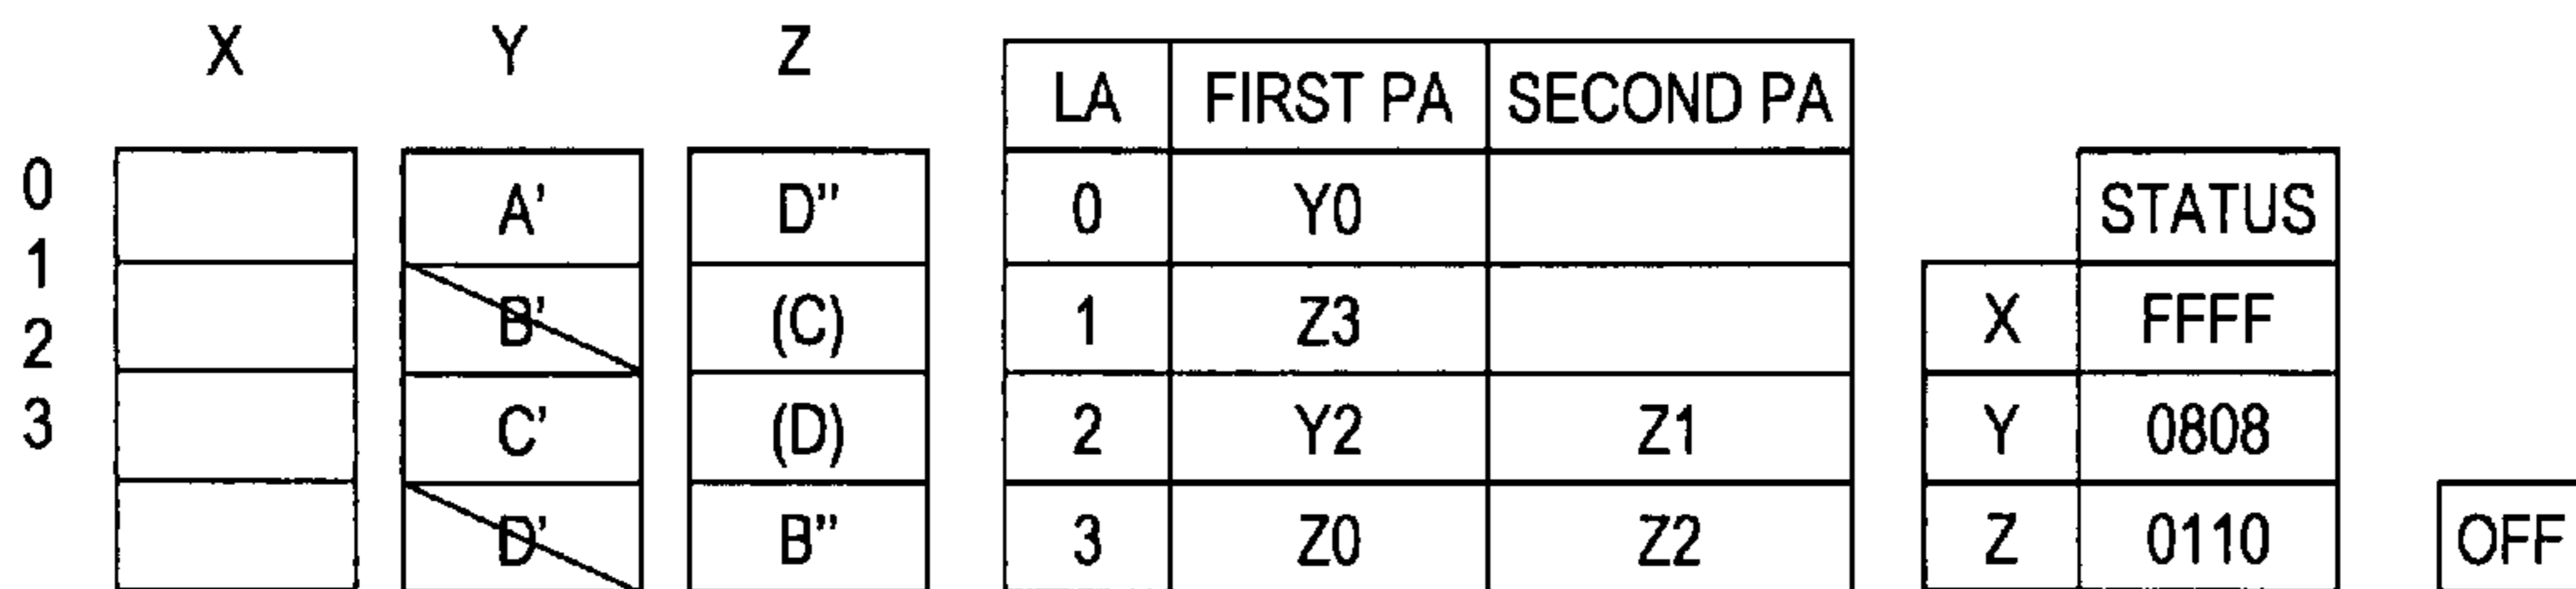 X Y Z
LA FIRST PA SECOND PA
0 A' D” 0 Y0 STATUS
1 B' (C) 1 Z3 X FFFF
2 C' (D) 2 Y2 Z1 Y 0808
3 D' B” 3 Z0 Z2 Z 0110 OFF